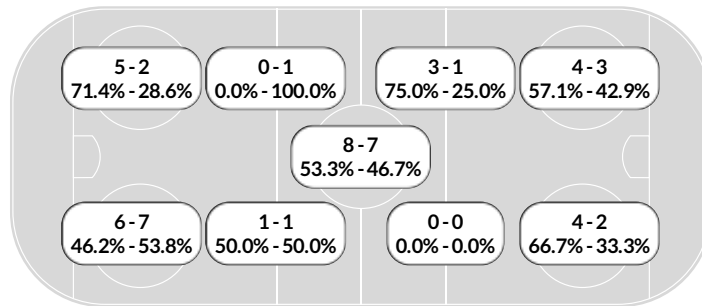 5 - 2
71.4% - 28.6%
0 - 1
0.0% - 100.0%
3 - 1
75.0% - 25.0%
4 - 3
57.1% - 42.9%
8 - 7
53.3% - 46.7%
6 - 7
46.2% - 53.8%
1 - 1
50.0% - 50.0%
0 - 0
0.0% - 0.0%
4 - 2
66.7% - 33.3%